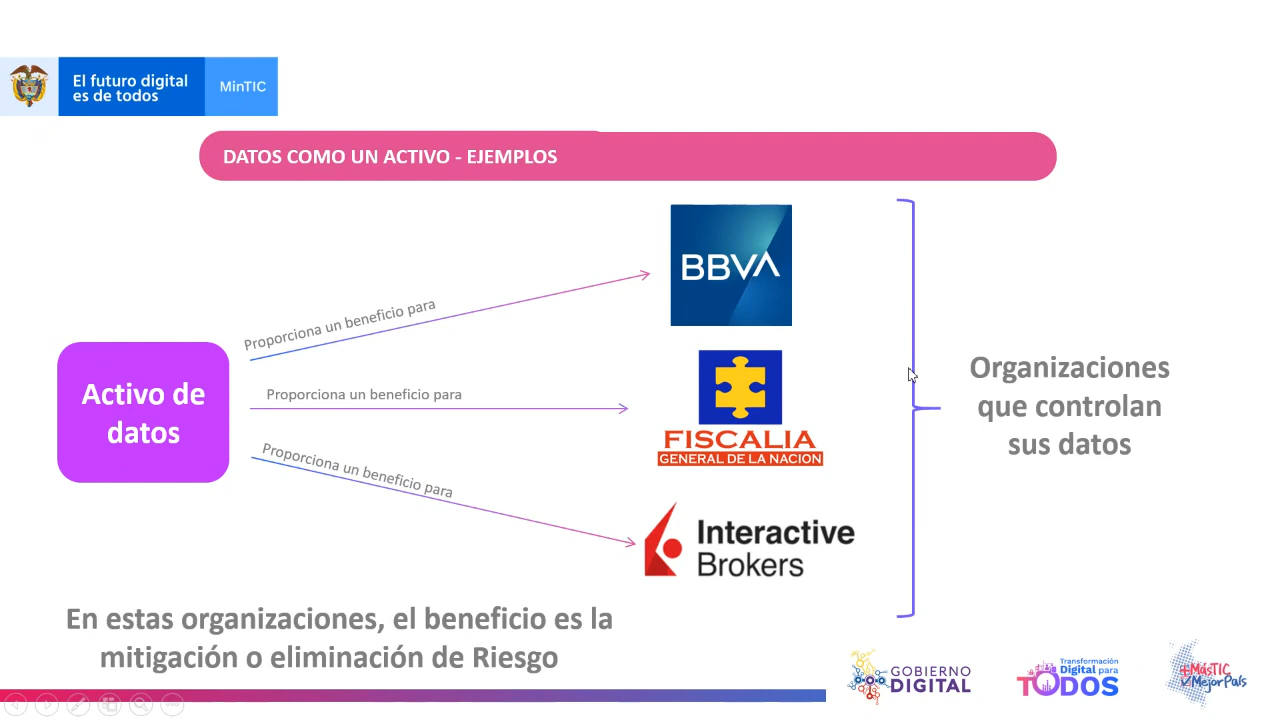 El futuro digital
es de todos
MinTIC
DATOS COMO UN ACTIVO - EJEMPLOS
BBVA
Proporciona un beneficio para
Activo de
datos
Proporciona un beneficio para
FISCALIA
GENERAL DE LA NACION
Organizaciones
que controlan
sus datos
Proporciona un beneficio para
Interactive
Brokers
En estas organizaciones, el beneficio es la
mitigación o eliminación de Riesgo
GOBIERNO
DIGITAL
Transformación
Digital para
TODOS
+MásTIC
✓MejorPaís